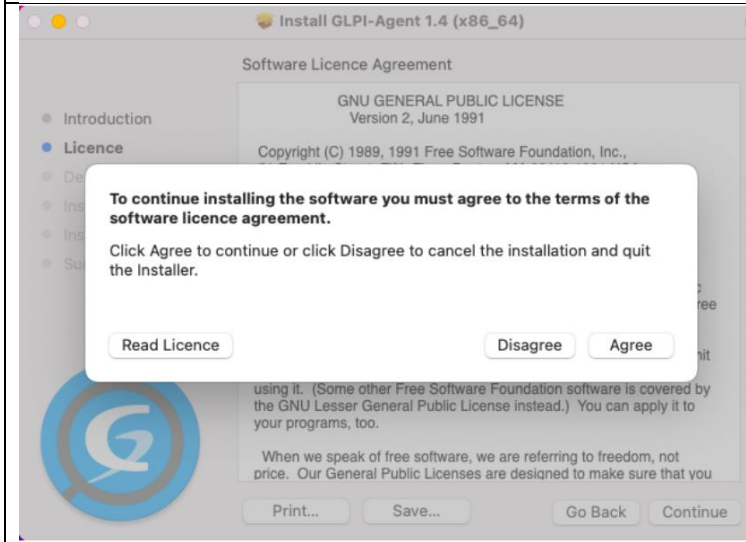 Install GLPI-Agent 1.4 (x86_64)
Software Licence Agreement
Introduction
Licence
De
Ins
Ins
Su
GNU GENERAL PUBLIC LICENSE
Version 2, June 1991
Copyright (C) 1989, 1991 Free Software Foundation, Inc.,
To continue installing the software you must agree to the terms of the
software licence agreement.
Click Agree to continue or click Disagree to cancel the installation and quit
the Installer.
Read Licence
Disagree
Agree
ree
nit
using it. (Some other Free Software Foundation software is covered by
the GNU Lesser General Public License instead.) You can apply it to
your programs, too.
When we speak of free software, we are referring to freedom, not
price. Our General Public Licenses are designed to make sure that you
Print...
Save...
Go Back
Continue